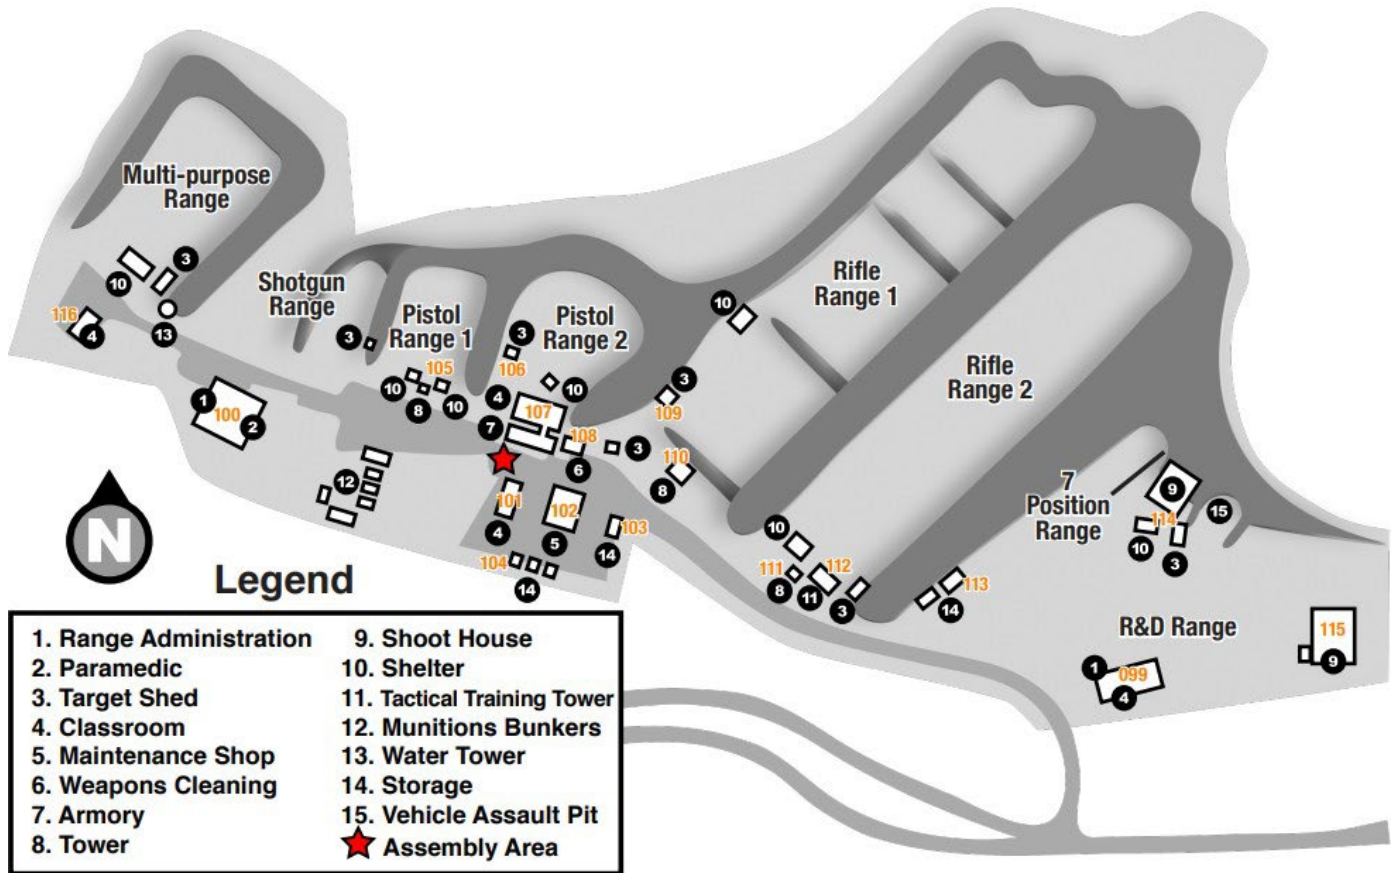 Multi-purpose
Range
3
10
116
4
13
Shotgun
Range
3
Pistol
Range 1
105
10
8
10
3
106
Pistol
Range 2
10
4
107
7
108
6
3
1
100
2
12
101
4
102
5
103
14
104
14
10
Rifle
Range 1
3
109
110
8
Rifle
Range 2
10
111
8
112
11
3
113
14
7
Position
Range
9
114
10
3
15
R&D Range
1
099
4
115
9
N
Legend
1. Range Administration
2. Paramedic
3. Target Shed
4. Classroom
5. Maintenance Shop
6. Weapons Cleaning
7. Armory
8. Tower
9. Shoot House
10. Shelter
11. Tactical Training Tower
12. Munitions Bunkers
13. Water Tower
14. Storage
15. Vehicle Assault Pit
Assembly Area